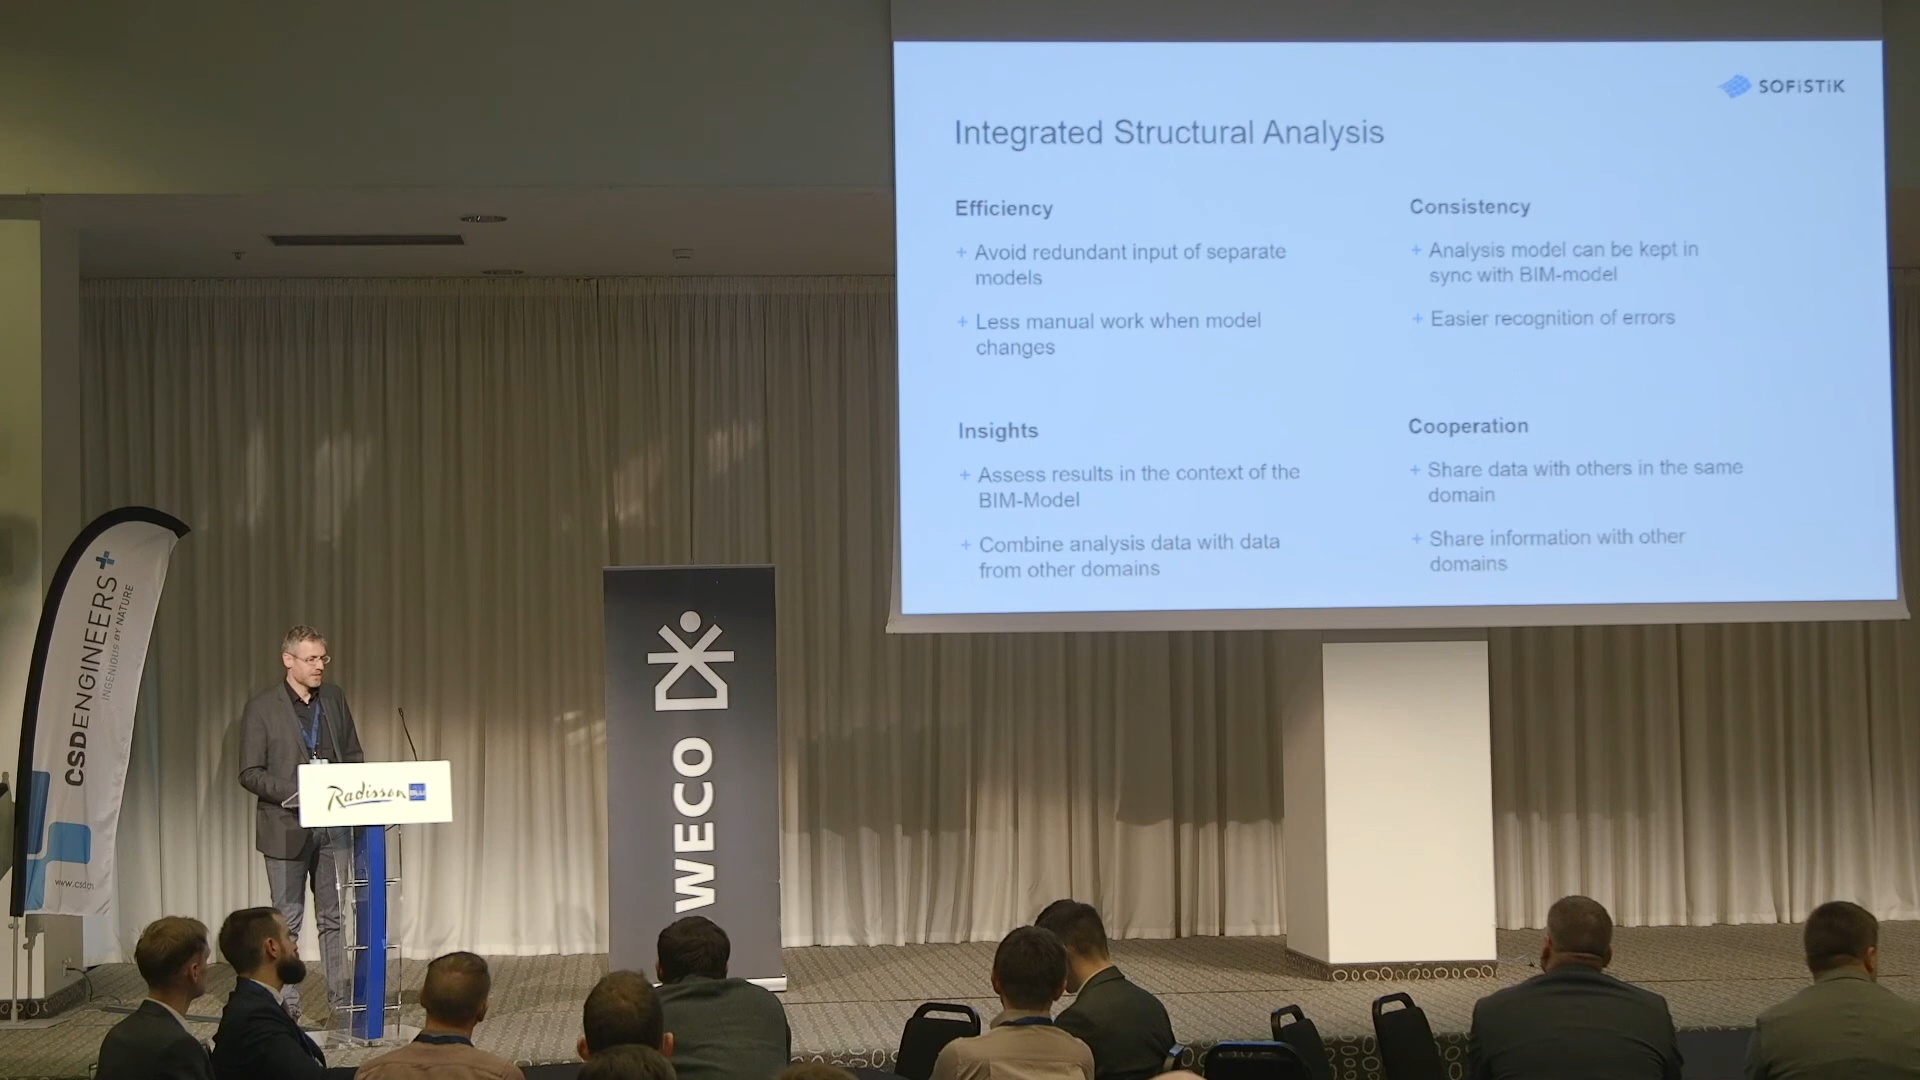 SOFiSTiK
Integrated Structural Analysis
Efficiency
+ Avoid redundant input of separate
models
+ Less manual work when model
changes
Consistency
+ Analysis model can be kept in
sync with BIM-model
+ Easier recognition of errors
Insights
+ Assess results in the context of the
BIM-Model
+ Combine analysis data with data
from other domains
Cooperation
+ Share data with others in the same
domain
+ Share information with other
domains
CSDENGINEERS+
INGENIOUS BY NATURE
WECO
Radisson BLU